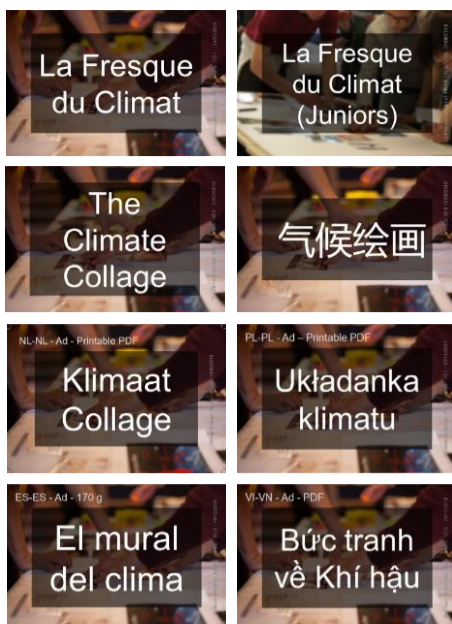 La Fresque
du Climat
La Fresque
du Climat
(Juniors)
The
Climate
Collage
气候绘画
NL-NL - Ad - Printable PDF
Klimaat
Collage
PL-PL - Ad – Printable PDF
Układanka
klimatu
ES-ES - Ad - 170 g
El mural
del clima
VI-VN - Ad - PDF
Bức tranh
về Khí hậu